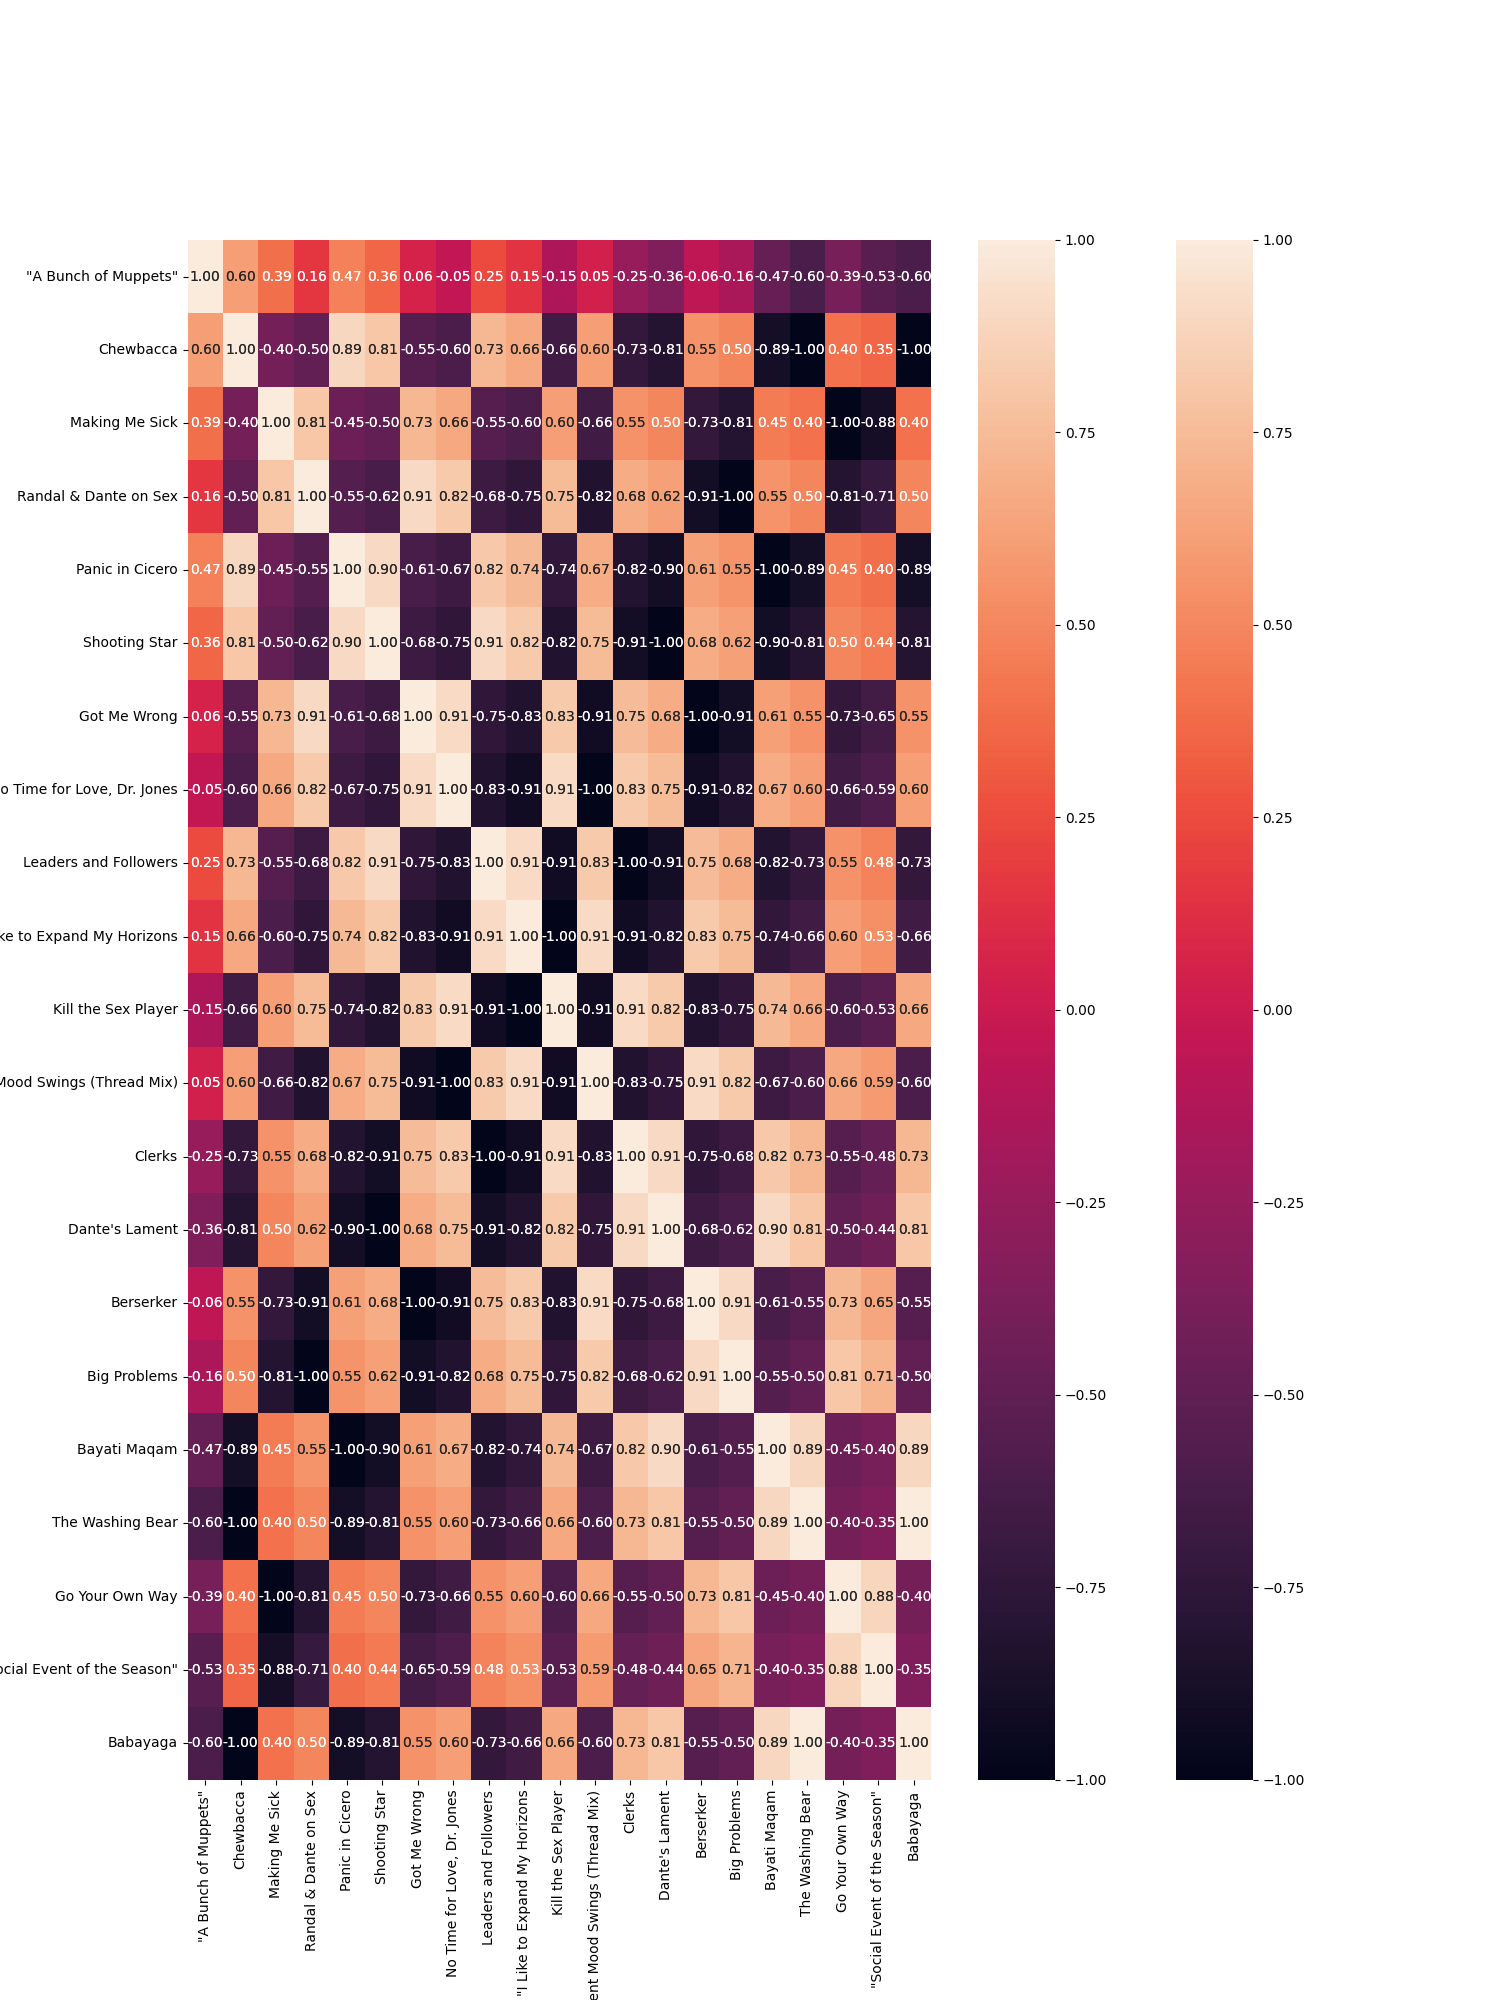 "A Bunch of Muppets" 1.00 0.60 0.39 0.16 0.47 0.36 0.06 -0.05 0.25 0.15 -0.15 0.05 -0.25 -0.36 -0.06 -0.16 -0.47 -0.60 -0.39 -0.53 -0.60
Chewbacca 0.60 1.00 -0.40 -0.50 0.89 0.81 -0.55 -0.60 0.73 0.66 -0.66 0.60 -0.73 -0.81 0.55 0.50 -0.89 -1.00 0.40 0.35 -1.00
Making Me Sick 0.39 -0.40 1.00 0.81 -0.45 -0.50 0.73 0.66 -0.55 -0.60 0.60 -0.66 0.55 0.50 -0.73 -0.81 0.45 0.40 -1.00 -0.88 0.40
Randal & Dante on Sex 0.16 -0.50 0.81 1.00 -0.55 -0.62 0.91 0.82 -0.68 -0.75 0.75 -0.82 0.68 0.62 -0.91 -1.00 0.55 0.50 -0.81 -0.71 0.50
Panic in Cicero 0.47 0.89 -0.45 -0.55 1.00 0.90 -0.61 -0.67 0.82 0.74 -0.74 0.67 -0.82 -0.90 0.61 0.55 -1.00 -0.89 0.45 0.40 -0.89
Shooting Star 0.36 0.81 -0.50 -0.62 0.90 1.00 -0.68 -0.75 0.91 0.82 -0.82 0.75 -0.91 -1.00 0.68 0.62 -0.90 -0.81 0.50 0.44 -0.81
Got Me Wrong 0.06 -0.55 0.73 0.91 -0.61 -0.68 1.00 0.91 -0.75 -0.83 0.83 -0.91 0.75 0.68 -1.00 -0.91 0.61 0.55 -0.73 -0.65 0.55
o Time for Love, Dr. Jones -0.05 -0.60 0.66 0.82 -0.67 -0.75 0.91 1.00 -0.83 -0.91 0.91 -1.00 0.83 0.75 -0.91 -0.82 0.67 0.60 -0.66 -0.59 0.60
Leaders and Followers 0.25 0.73 -0.55 -0.68 0.82 0.91 -0.75 -0.83 1.00 0.91 -0.91 0.83 -1.00 -0.91 0.75 0.68 -0.82 -0.73 0.55 0.48 -0.73
ke to Expand My Horizons 0.15 0.66 -0.60 -0.75 0.74 0.82 -0.83 -0.91 0.91 1.00 -1.00 0.91 -0.91 -0.82 0.83 0.75 -0.74 -0.66 0.60 0.53 -0.66
Kill the Sex Player -0.15 -0.66 0.60 0.75 -0.74 -0.82 0.83 0.91 -0.91 -1.00 1.00 -0.91 0.91 0.82 -0.83 -0.75 0.74 0.66 -0.60 -0.53 0.66
Mood Swings (Thread Mix) 0.05 0.60 -0.66 -0.82 0.67 0.75 -0.91 -1.00 0.83 0.91 -0.91 1.00 -0.83 -0.75 0.91 0.82 -0.67 -0.60 0.66 0.59 -0.60
Clerks -0.25 -0.73 0.55 0.68 -0.82 -0.91 0.75 0.83 -1.00 -0.91 0.91 -0.83 1.00 0.91 -0.75 -0.68 0.82 0.73 -0.55 -0.48 0.73
Dante's Lament -0.36 -0.81 0.50 0.62 -0.90 -1.00 0.68 0.75 -0.91 -0.82 0.82 -0.75 0.91 1.00 -0.68 -0.62 0.90 0.81 -0.50 -0.44 0.81
Berserker -0.06 0.55 -0.73 -0.91 0.61 0.68 -1.00 -0.91 0.75 0.83 -0.83 0.91 -0.75 -0.68 1.00 0.91 -0.61 -0.55 0.73 0.65 -0.55
Big Problems -0.16 0.50 -0.81 -1.00 0.55 0.62 -0.91 -0.82 0.68 0.75 -0.75 0.82 -0.68 -0.62 0.91 1.00 -0.55 -0.50 0.81 0.71 -0.50
Bayati Maqam -0.47 -0.89 0.45 0.55 -1.00 -0.90 0.61 0.67 -0.82 -0.74 0.74 -0.67 0.82 0.90 -0.61 -0.55 1.00 0.89 -0.45 -0.40 0.89
The Washing Bear -0.60 -1.00 0.40 0.50 -0.89 -0.81 0.55 0.60 -0.73 -0.66 0.66 -0.60 0.73 0.81 -0.55 -0.50 0.89 1.00 -0.40 -0.35 1.00
Go Your Own Way -0.39 0.40 -1.00 -0.81 0.45 0.50 -0.73 -0.66 0.55 0.60 -0.60 0.66 -0.55 -0.50 0.73 0.81 -0.45 -0.40 1.00 0.88 -0.40
ocial Event of the Season" -0.53 0.35 -0.88 -0.71 0.40 0.44 -0.65 -0.59 0.48 0.53 -0.53 0.59 -0.48 -0.44 0.65 0.71 -0.40 -0.35 0.88 1.00 -0.35
Babayaga -0.60 -1.00 0.40 0.50 -0.89 -0.81 0.55 0.60 -0.73 -0.66 0.66 -0.60 0.73 0.81 -0.55 -0.50 0.89 1.00 -0.40 -0.35 1.00
"A Bunch of Muppets"
Chewbacca
Making Me Sick
Randal & Dante on Sex
Panic in Cicero
Shooting Star
Got Me Wrong
No Time for Love, Dr. Jones
Leaders and Followers
"I Like to Expand My Horizons
Kill the Sex Player
ent Mood Swings (Thread Mix)
Clerks
Dante's Lament
Berserker
Big Problems
Bayati Maqam
The Washing Bear
Go Your Own Way
"Social Event of the Season"
Babayaga
1.00
0.75
0.50
0.25
0.00
−0.25
−0.50
−0.75
−1.00
1.00
0.75
0.50
0.25
0.00
−0.25
−0.50
−0.75
−1.00